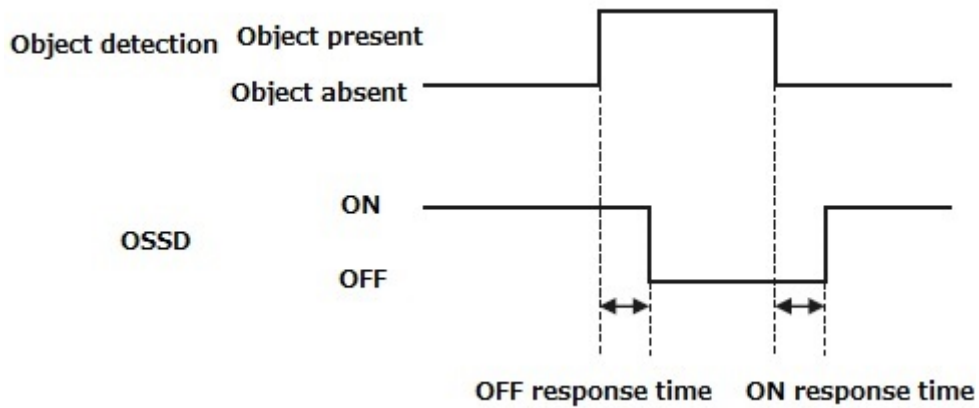 Object detection
Object present
Object absent
OSSD
ON
OFF
OFF response time
ON response time